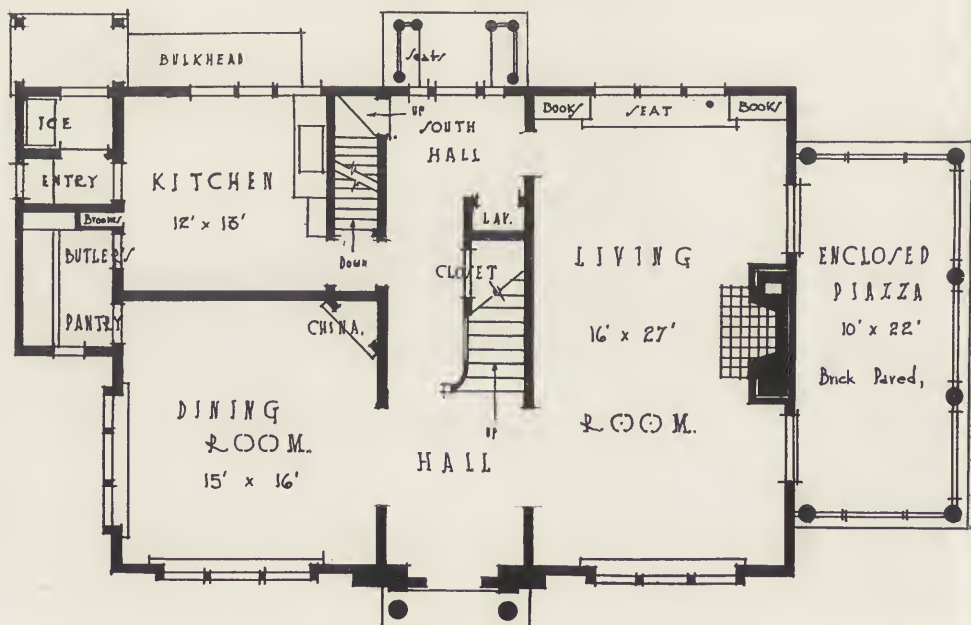 BULKHEAD
Seats
ICE
UP
SOUTH
HALL
BOOKS
SEAT
BOOKS
ENTRY
KITCHEN
12' x 13'
Brooms
LAV.
BUTLER'S
PANTRY
DOWN
CLOSET
LIVING
16' x 27'
ROOM.
ENCLOSED
PIAZZA
10' x 22'
Brick Paved,
CHINA.
DINING
ROOM.
15' x 16'
UP
HALL